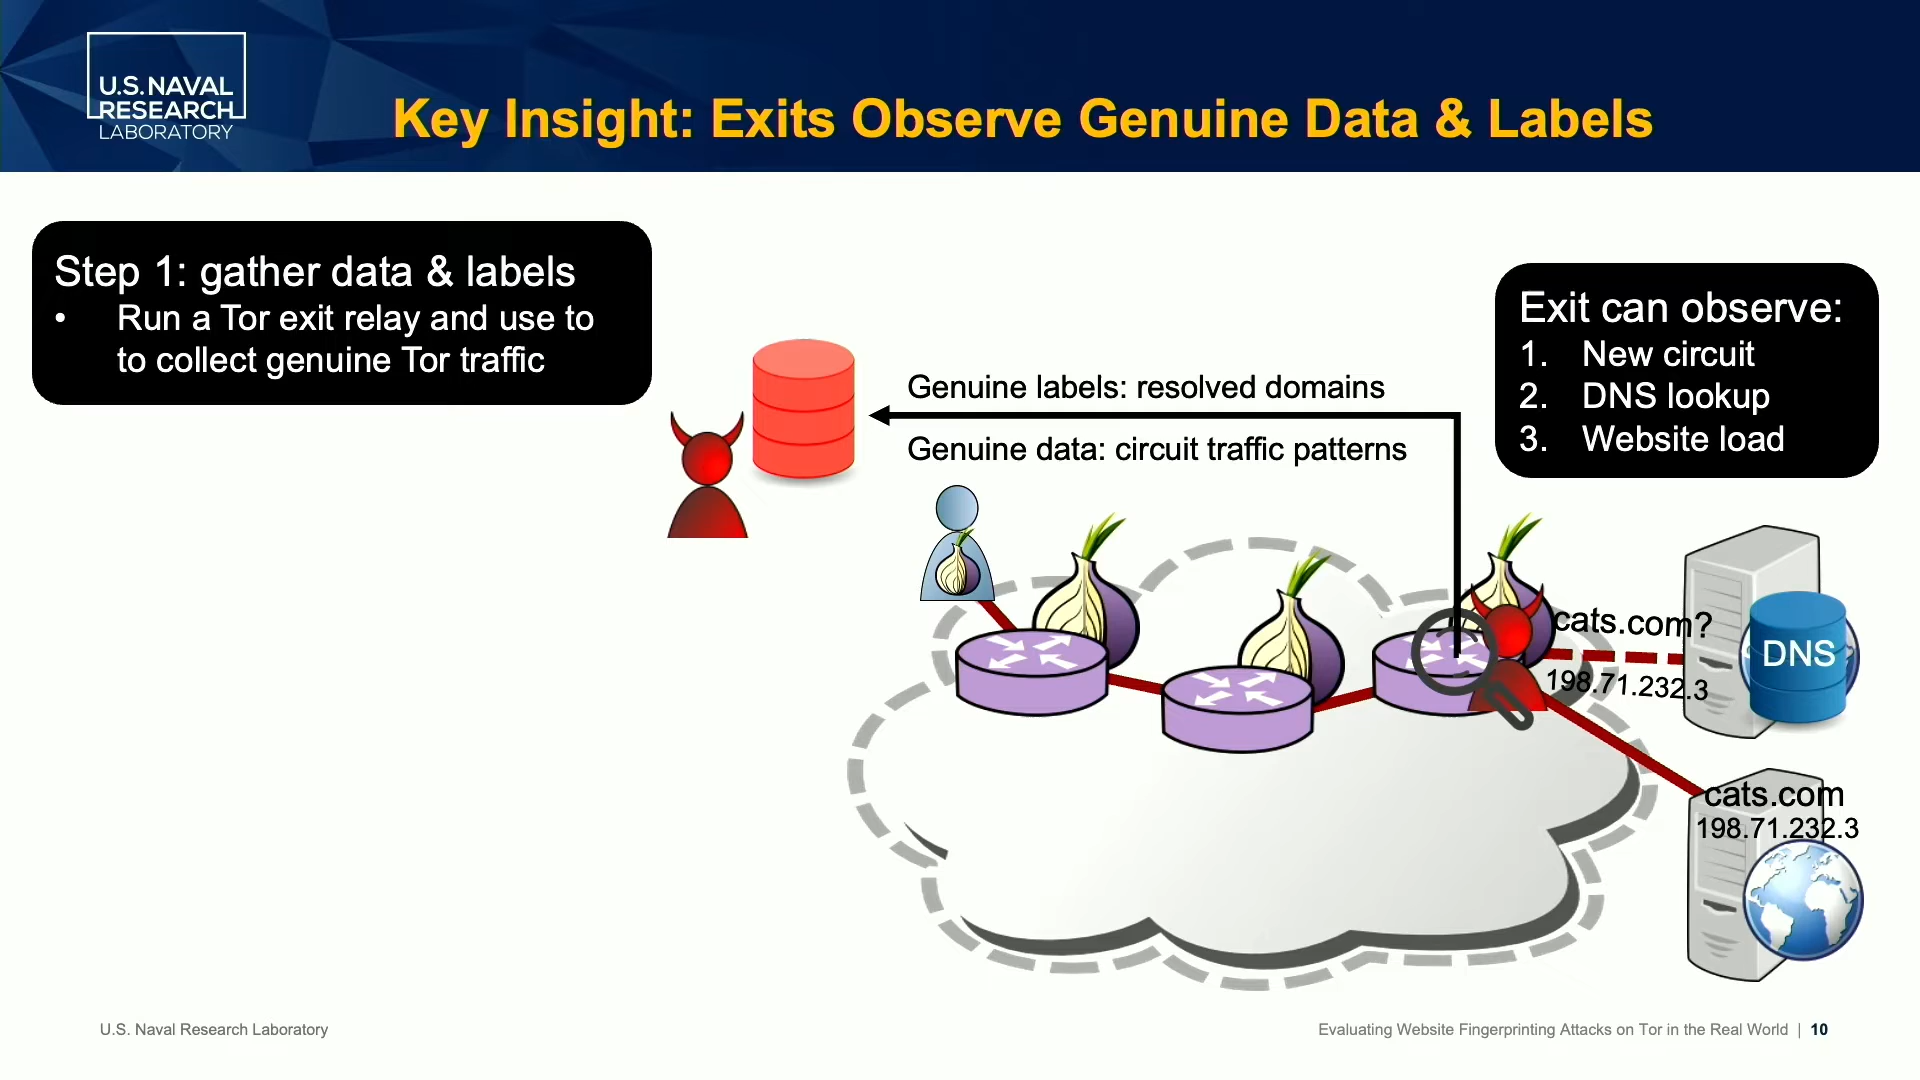 U.S. NAVAL
RESEARCH
LABORATORY
Key Insight: Exits Observe Genuine Data & Labels
Step 1: gather data & labels
• Run a Tor exit relay and use to
to collect genuine Tor traffic
Genuine labels: resolved domains
Genuine data: circuit traffic patterns
Exit can observe:
1. New circuit
2. DNS lookup
3. Website load
cats.com?
DNS
198.71.232.3
cats.com
198.71.232.3
U.S. Naval Research Laboratory
Evaluating Website Fingerprinting Attacks on Tor in the Real World | 10